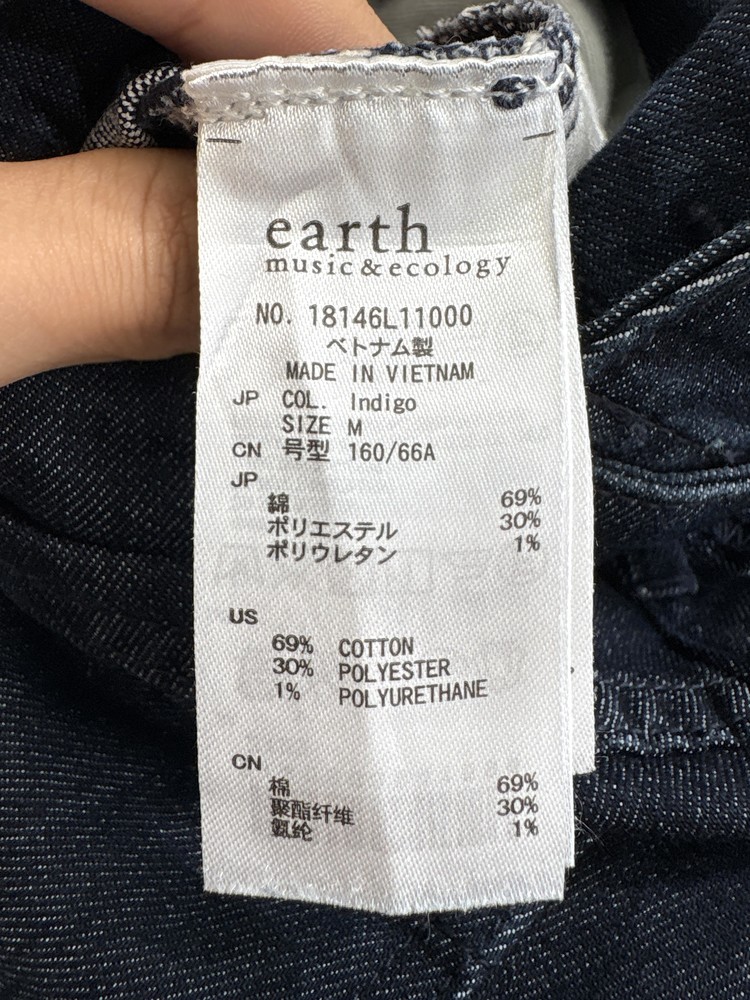 earth
music&ecology
NO. 18146L11000
ベトナム製
MADE IN VIETNAM
JP COL. Indigo
SIZE M
CN 号型 160/66A
JP
綿 69%
ポリエステル 30%
ポリウレタン 1%
US
69% COTTON
30% POLYESTER
1% POLYURETHANE
CN
棉 69%
聚酯纤维 30%
氨纶 1%